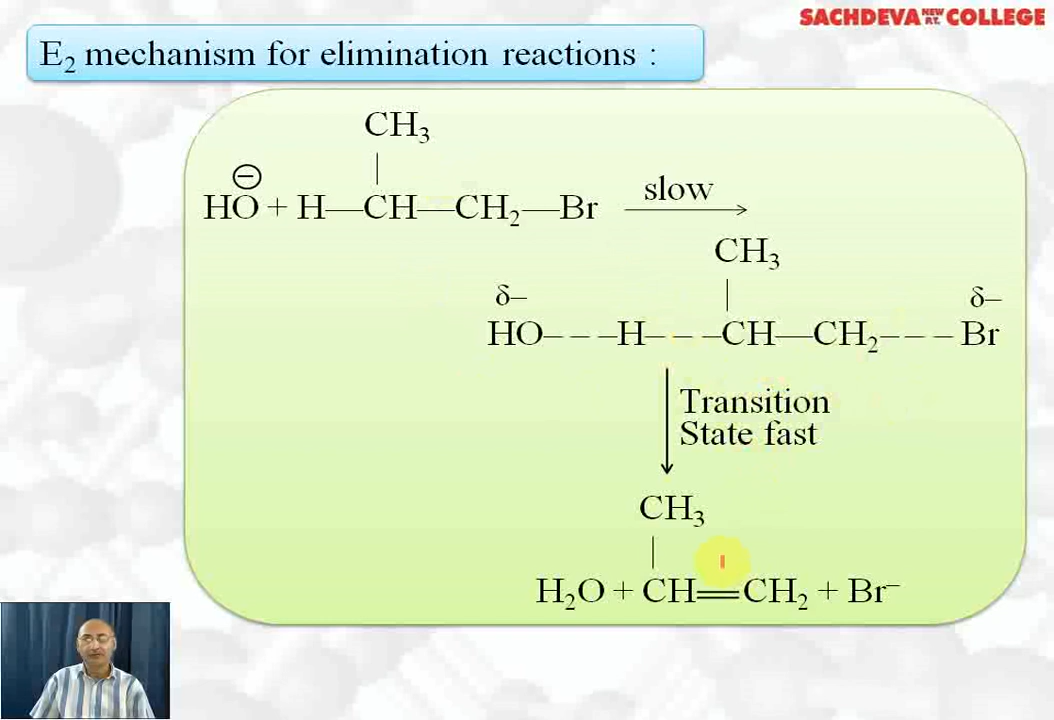 SACHDEVA NEW P.T. COLLEGE
E₂ mechanism for elimination reactions :
CH₃
|
HO⊖ + H—CH—CH₂—Br slow →
CH₃
|
δ– δ–
HO– – –H– – –CH—CH₂– – –Br
Transition
State fast
CH₃
|
H₂O + CH═CH₂ + Br⁻